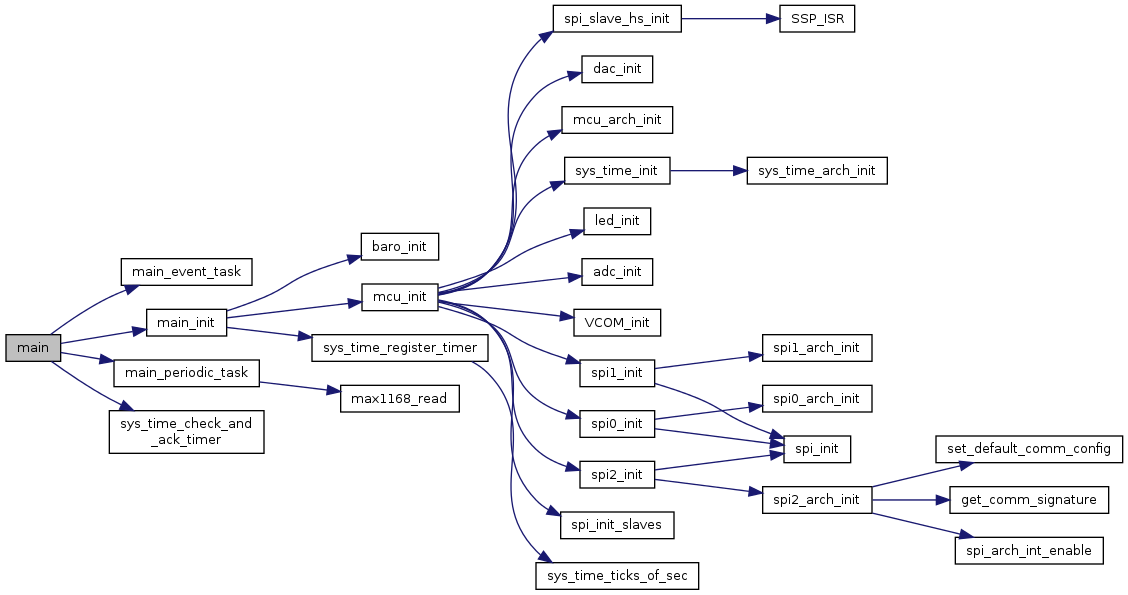 spi_slave_hs_init
SSP_ISR
dac_init
mcu_arch_init
sys_time_init
sys_time_arch_init
led_init
baro_init
main_event_task
adc_init
mcu_init
main_init
VCOM_init
main
sys_time_register_timer
spi1_arch_init
main_periodic_task
spi1_init
max1168_read
spi0_arch_init
sys_time_check_and
_ack_timer
spi0_init
spi_init
set_default_comm_config
spi2_init
spi2_arch_init
get_comm_signature
spi_init_slaves
spi_arch_int_enable
sys_time_ticks_of_sec